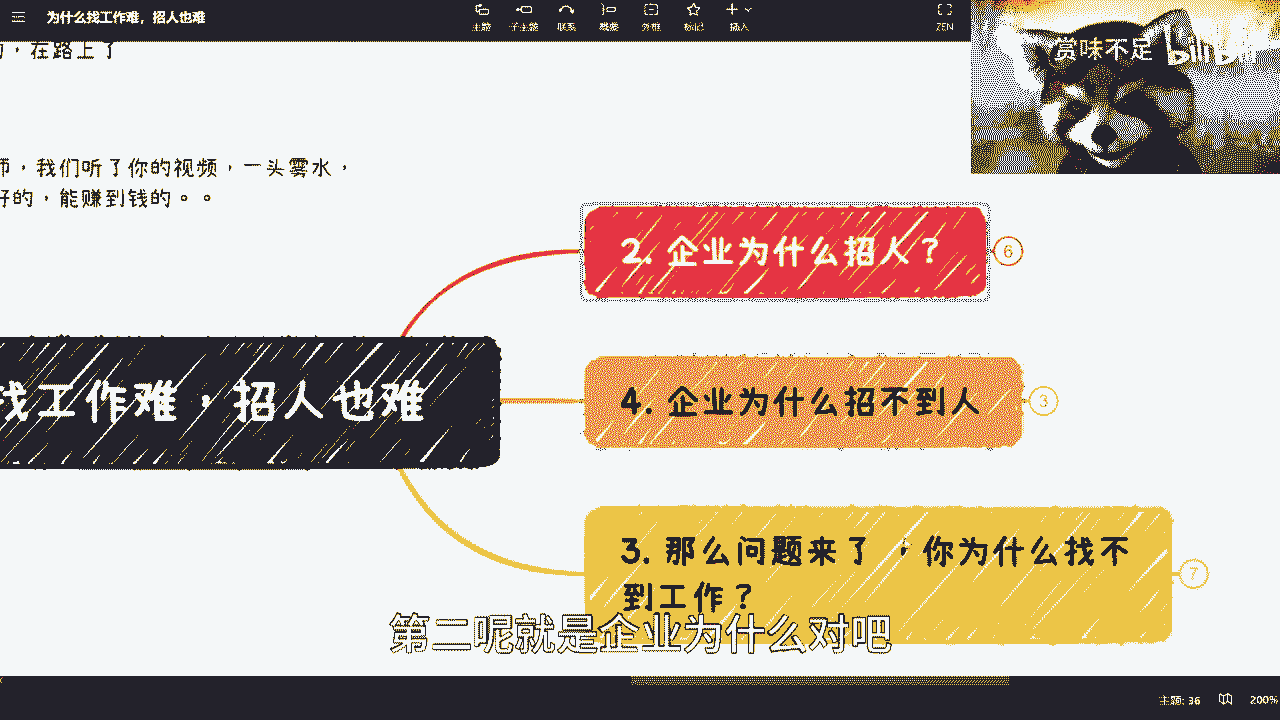 为什么找工作难，招人也难
主题
子主题
联系
概要
外框
标记
插入
ZEN
赏味不足 bilibili
，在路上了
师，我们听了你的视频，一头雾水，
好的，能赚到钱的。。
2. 企业为什么招人？
6
找工作难，招人也难
4. 企业为什么招不到人
3
3. 那么问题来了 ，你为什么找不
到工作？
7
第二呢就是企业为什么对吧
主题: 36
200%